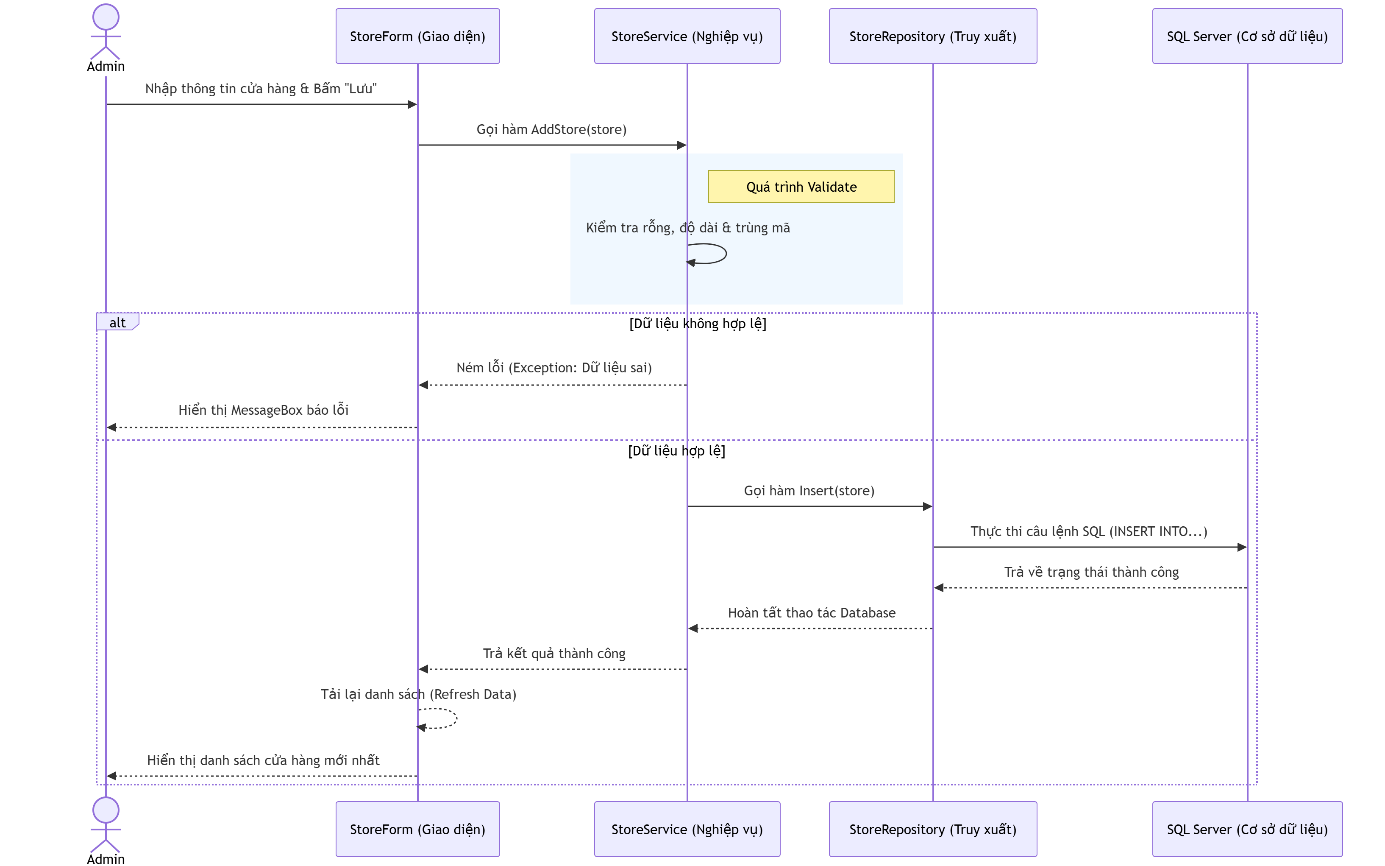 Admin
StoreForm (Giao diện)
StoreService (Nghiệp vụ)
StoreRepository (Truy xuất)
SQL Server (Cơ sở dữ liệu)
Nhập thông tin cửa hàng & Bấm "Lưu"
Gọi hàm AddStore(store)
Quá trình Validate
Kiểm tra rỗng, độ dài & trùng mã
alt
[Dữ liệu không hợp lệ]
Ném lỗi (Exception: Dữ liệu sai)
Hiển thị MessageBox báo lỗi
[Dữ liệu hợp lệ]
Gọi hàm Insert(store)
Thực thi câu lệnh SQL (INSERT INTO...)
Trả về trạng thái thành công
Hoàn tất thao tác Database
Trả kết quả thành công
Tải lại danh sách (Refresh Data)
Hiển thị danh sách cửa hàng mới nhất
Admin
StoreForm (Giao diện)
StoreService (Nghiệp vụ)
StoreRepository (Truy xuất)
SQL Server (Cơ sở dữ liệu)